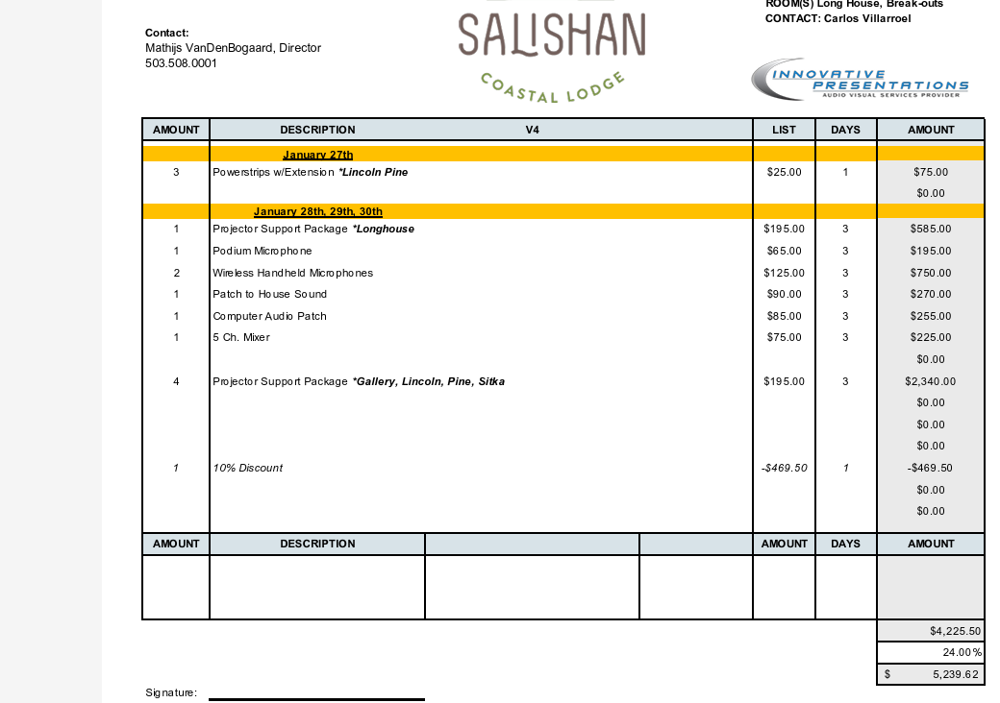 ROOM(S) Long House, Break-outs
CONTACT: Carlos Villarroel
Contact:
Mathijs VanDenBogaard, Director
503.508.0001
SALISHAN
COASTAL LODGE
INNOVATIVE
PRESENTATIONS
AUDIO VISUAL SERVICES PROVIDER
AMOUNT DESCRIPTION V4 LIST DAYS AMOUNT
January 27th
3 Powerstrips w/Extension *Lincoln Pine $25.00 1 $75.00
$0.00
January 28th, 29th, 30th
1 Projector Support Package *Longhouse $195.00 3 $585.00
1 Podium Microphone $65.00 3 $195.00
2 Wireless Handheld Microphones $125.00 3 $750.00
1 Patch to House Sound $90.00 3 $270.00
1 Computer Audio Patch $85.00 3 $255.00
1 5 Ch. Mixer $75.00 3 $225.00
$0.00
4 Projector Support Package *Gallery, Lincoln, Pine, Sitka $195.00 3 $2,340.00
$0.00
$0.00
$0.00
1 10% Discount -$469.50 1 -$469.50
$0.00
$0.00
AMOUNT DESCRIPTION AMOUNT DAYS AMOUNT
$4,225.50
24.00%
$ 5,239.62
Signature: